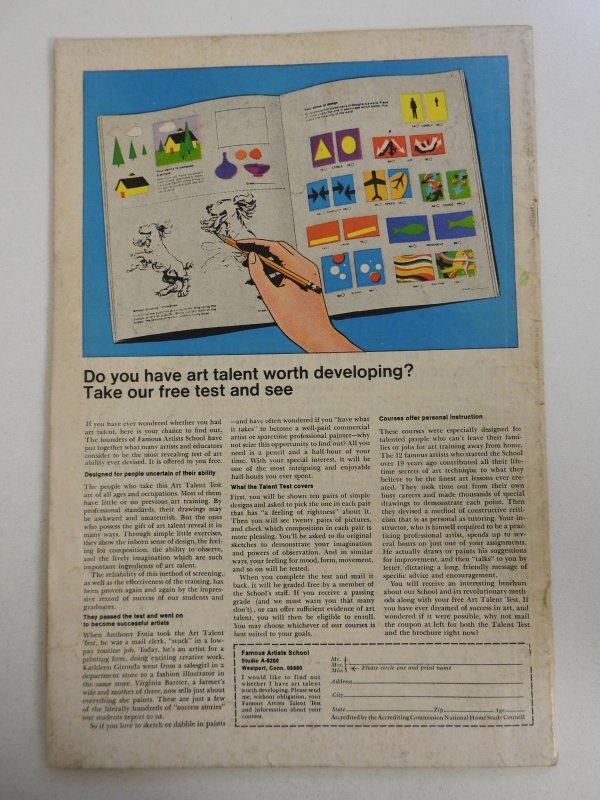 Do you have art talent worth developing?
Take our free test and see
If you have ever wondered whether you had
art talent, here is your chance to find out.
The founders of Famous Artists School have
put together what many artists and educators
consider to be the most revealing test of art
ability ever devised. It is offered to you free.
Designed for people uncertain of their ability
The people who take this Art Talent Test
are of all ages and occupations. Most of them
have little or no previous art training. By
professional standards, their drawings may
be awkward and amateurish. But the ones
who possess the gift of art talent reveal it in
many ways. Through simple little exercises,
they show the inborn sense of design, the feel-
ing for composition, the ability to observe,
and the lively imagination which are such
important ingredients of art talent.
The reliability of this method of screening,
as well as the effectiveness of the training, has
been proven again and again by the impres-
sive record of success of our students and
graduates.
They passed the test and went on
to become successful artists
When Anthony Fotia took the Art Talent
Test, he was a mail clerk, "stuck" in a low-
pay routine job. Today, he's an artist for a
printing firm, doing exciting creative work.
Kathleen Gironda went from a salesgirl in a
department store to a fashion illustrator in
the same store. Virginia Bartter, a farmer's
wife and mother of three, now sells just about
everything she paints. These are just a few
of the literally hundreds of "success stories"
our students report to us.
So if you love to sketch or dabble in paints
—and have often wondered if you "have what
it takes" to become a well-paid commercial
artist or sparetime professional painter—why
not seize this opportunity to find out? All you
need is a pencil and a half-hour of your
time. With your special interest, it will be
one of the most intriguing and enjoyable
half-hours you ever spent.
What the Talent Test covers
First, you will be shown ten pairs of simple
designs and asked to pick the one in each pair
that has "a feeling of rightness" about it.
Then you will see twenty pairs of pictures,
and check which composition in each pair is
more pleasing. You'll be asked to do original
sketches to demonstrate your imagination
and powers of observation. And in similar
ways, your feeling for mood, form, movement,
and so on will be tested.
When you complete the test and mail it
back, it will be graded free by a member of
the School's staff. If you receive a passing
grade (and we must warn you that many
don't), or can offer sufficient evidence of art
talent, you will then be eligible to enroll.
You may choose whichever of our courses is
best suited to your goals.
Courses offer personal instruction
These courses were especially designed for
talented people who can't leave their fami-
lies or jobs for art training away from home.
The 12 famous artists who started the School
over 19 years ago contributed all their life-
time secrets of art technique to what they
believe to be the finest art lessons ever cre-
ated. They took time out from their own
busy careers and made thousands of special
drawings to demonstrate each point. Then
they devised a method of constructive criti-
cism that is as personal as tutoring. Your in-
structor, who is himself required to be a prac-
ticing professional artist, spends up to sev-
eral hours on just one of your assignments.
He actually draws or paints his suggestions
for improvement, and then "talks" to you by
letter, dictating a long, friendly message of
specific advice and encouragement.
You will receive an interesting brochure
about our School and its revolutionary meth-
ods along with your free Art Talent Test. If
you have ever dreamed of success in art, and
wondered if it were possible, why not mail
the coupon at left for both the Talent Test
and the brochure right now?
Famous Artists School
Studio A-6260
Westport, Conn. 06880
I would like to find out
whether I have art talent
worth developing. Please send
me, without obligation, your
Famous Artists Talent Test
and information about your
courses.
Mr.
Mrs.
Miss
Please circle one and print name
Address
City
State Zip Age
Accredited by the Accrediting Commission National Home Study Council